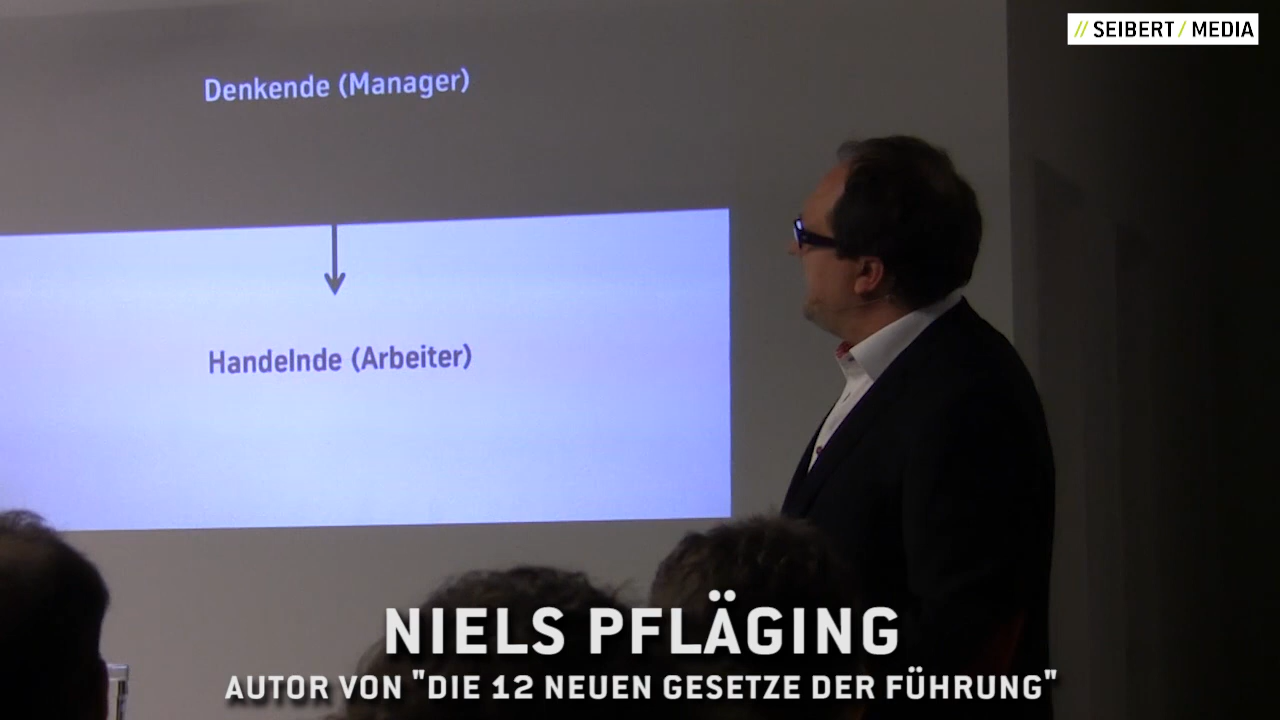 // SEIBERT / MEDIA
Denkende (Manager)
Handelnde (Arbeiter)
NIELS PFLÄGING
AUTOR VON "DIE 12 NEUEN GESETZE DER FÜHRUNG"